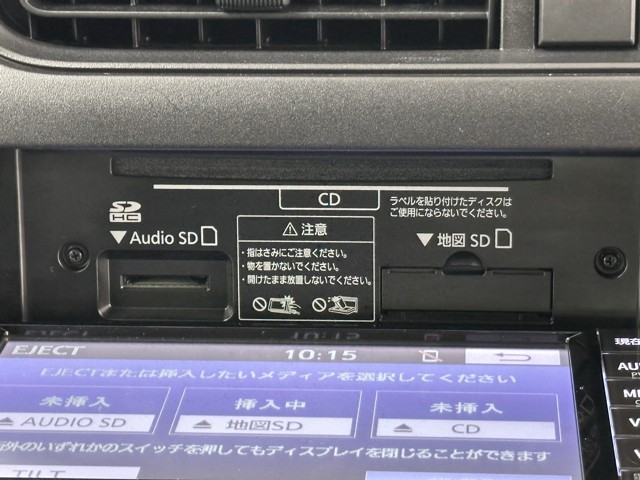 CD
ラベルを貼り付けたディスクは
ご使用にならないでください。
SD
HC
▼Audio SD
⚠注意
・指はさみにご注意ください。
・物を置かないでください。
・開けたまま放置しないでください。
▼地図 SD
EJECT
10:15
EJECTまたは挿入したいメディアを選択してください
未挿入
挿入中
未挿入
AUDIO SD
地図SD
CD
外のいずれかのスイッチを押してもディスプレイを閉じることができます
TILT
現在
AU